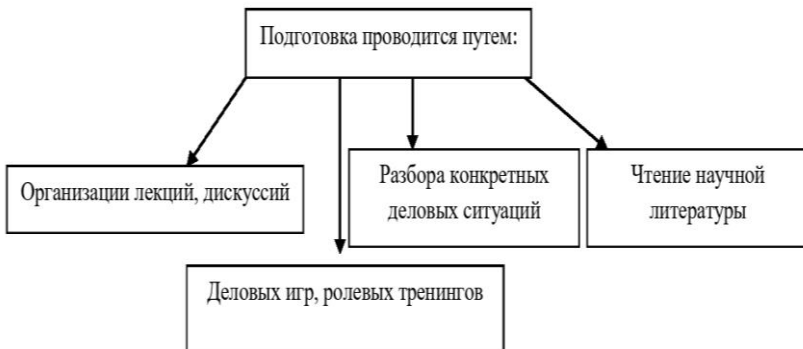 Подготовка проводится путем:
Организации лекций, дискуссий
Разбора конкретных
деловых ситуаций
Чтение научной
литературы
Деловых игр, ролевых тренингов